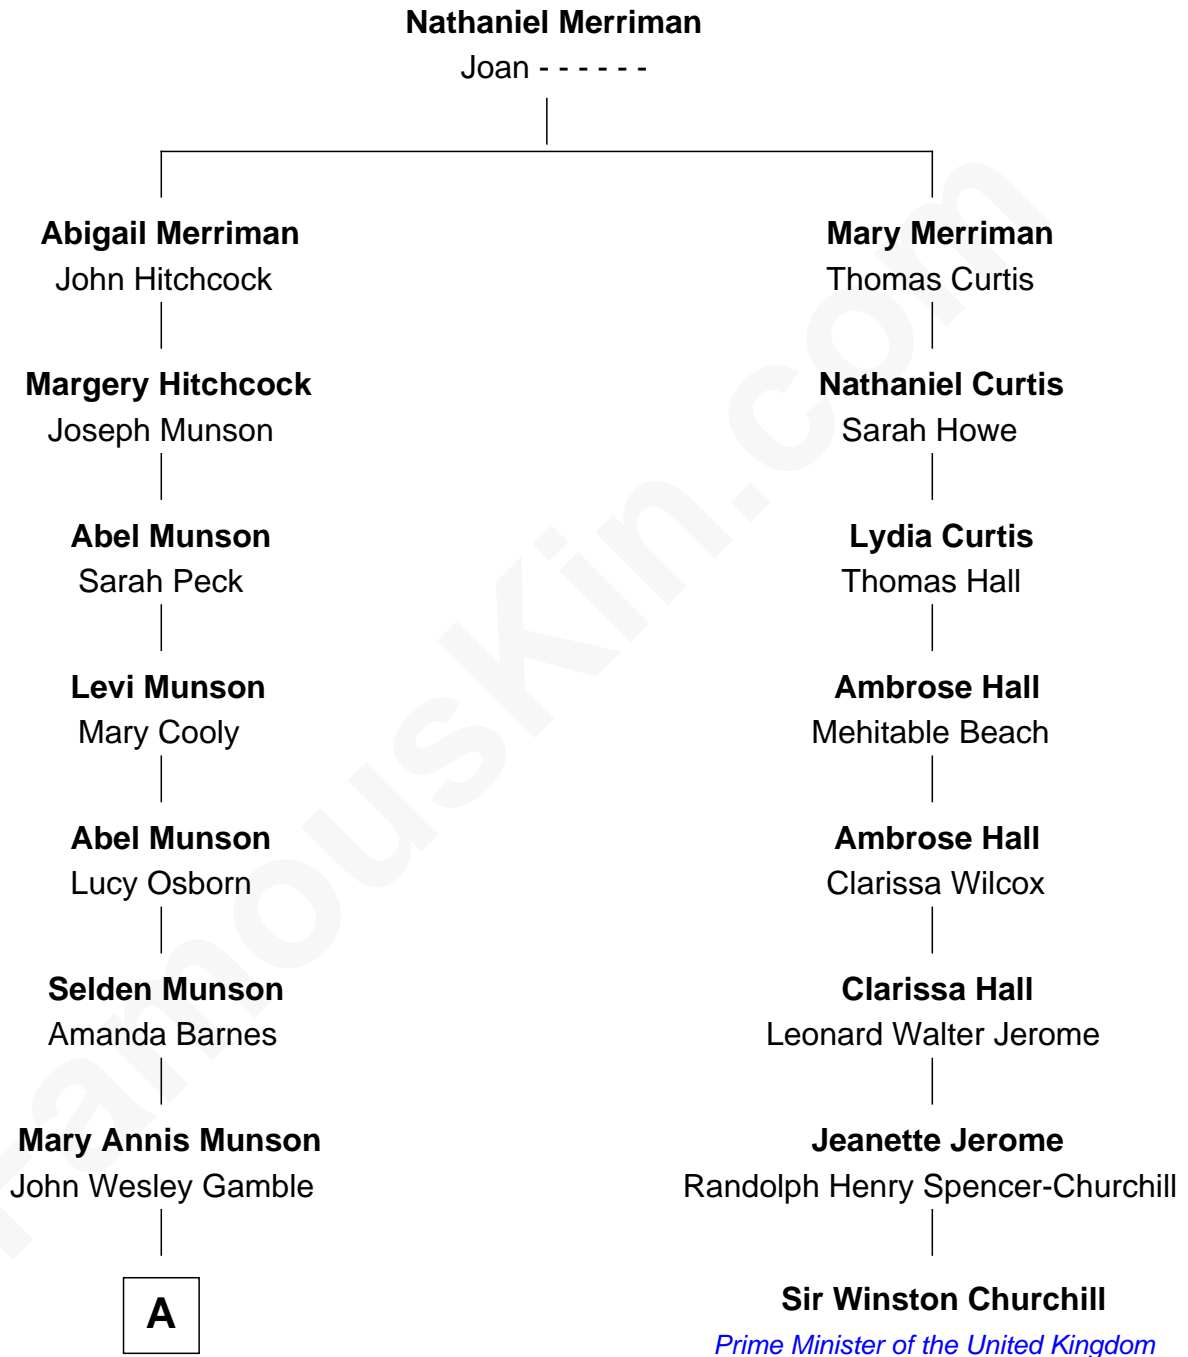 Nathaniel Merriman
Joan - - - - - -
Abigail Merriman
John Hitchcock
Mary Merriman
Thomas Curtis
Margery Hitchcock
Joseph Munson
Nathaniel Curtis
Sarah Howe
Abel Munson
Sarah Peck
Lydia Curtis
Thomas Hall
Levi Munson
Mary Cooly
Ambrose Hall
Mehitable Beach
Abel Munson
Lucy Osborn
Ambrose Hall
Clarissa Wilcox
Selden Munson
Amanda Barnes
Clarissa Hall
Leonard Walter Jerome
Mary Annis Munson
John Wesley Gamble
Jeanette Jerome
Randolph Henry Spencer-Churchill
A
Sir Winston Churchill
Prime Minister of the United Kingdom
FamousKin.com